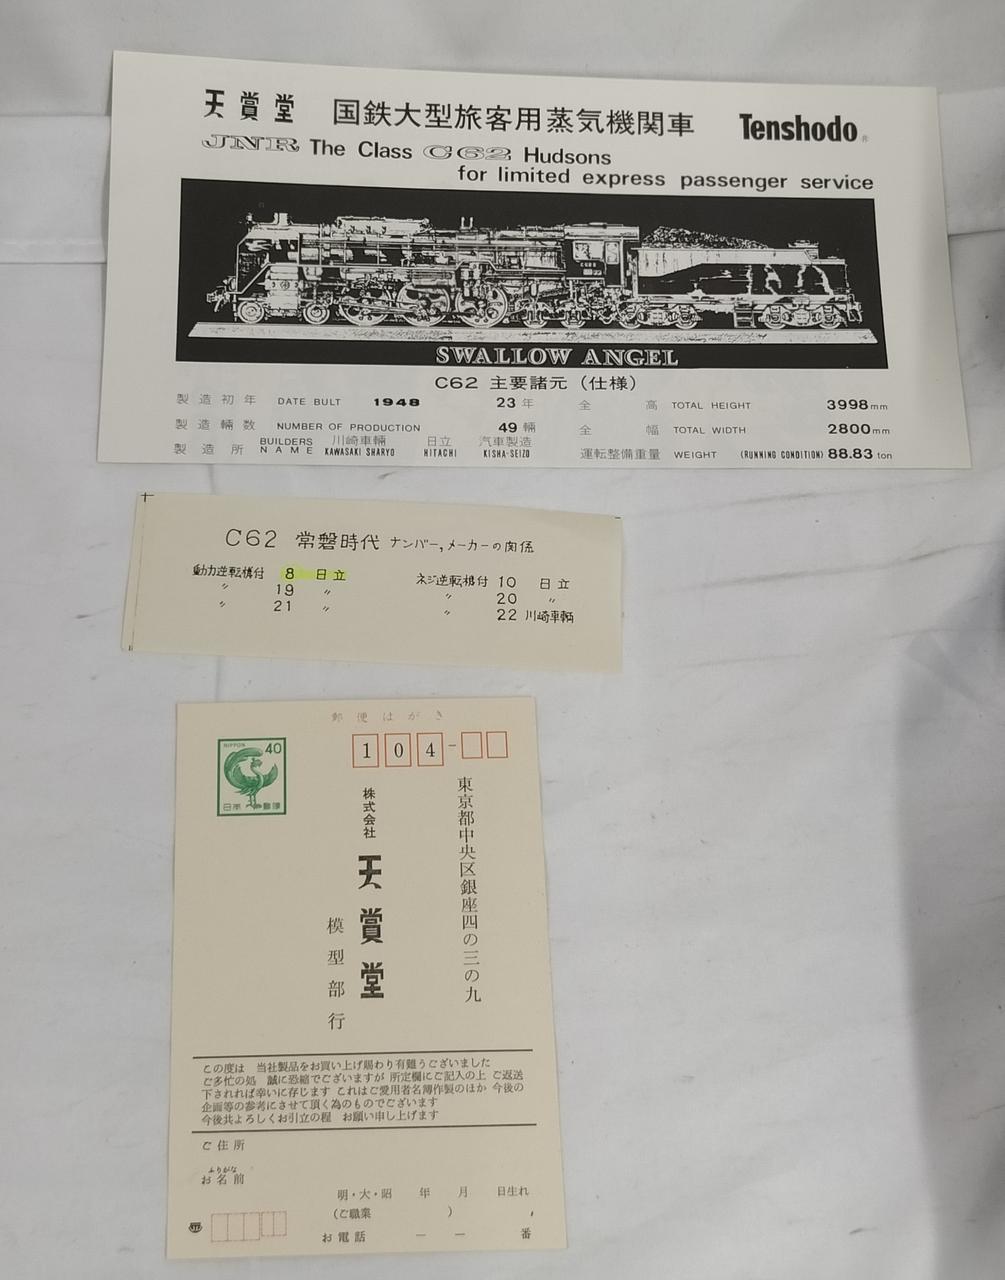 天賞堂 国鉄大型旅客用蒸気機関車 Tenshodo®
JNR The Class C62 Hudsons
for limited express passenger service
SWALLOW ANGEL
C62 主要諸元（仕様）
製造初年 DATE BULT 1948 23年 全高 TOTAL HEIGHT 3998mm
製造輛数 NUMBER OF PRODUCTION 49輛 全幅 TOTAL WIDTH 2800mm
製造所 BUILDERS NAME 川崎車輛 KAWASAKI SHARYO 日立 HITACHI 汽車製造 KISHA-SEIZO 運転整備重量 WEIGHT (RUNNING CONDITION) 88.83 ton
C62 常磐時代 ナンバー,メーカーの関係
動力逆転機付 8 日立 ネジ逆転機付 10 日立
〃 19 〃 〃 20 〃
〃 21 〃 〃 22 川崎車輌
郵便はがき
NIPPON 40
日本郵便
104-
東京都中央区銀座四の三の九
株式会社 天賞堂
模型部行
この度は 当社製品をお買い上げ賜わり有難うございました
ご多忙の処 誠に恐縮でございますが 所定欄にご記入の上 ご返送
下されれば幸いに存じます これはご愛用者名簿作製のほか 今後の
企画等の参考にさせて頂く為のものでございます
今後共よろしくお引立の程 お願い申し上げます
ご住所
ふりがな
お名前
明・大・昭 年 月 日生れ
(ご職業 )
お電話 ― ― 番